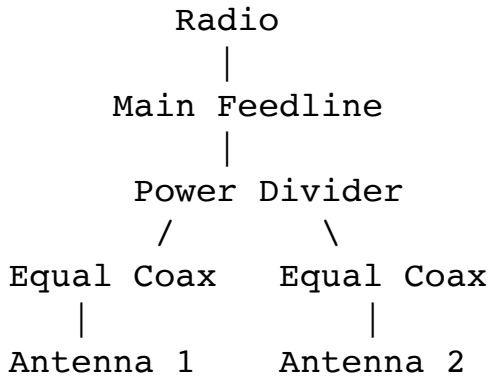 Radio
|
Main Feedline
|
Power Divider
/ \
Equal Coax Equal Coax
| |
Antenna 1 Antenna 2